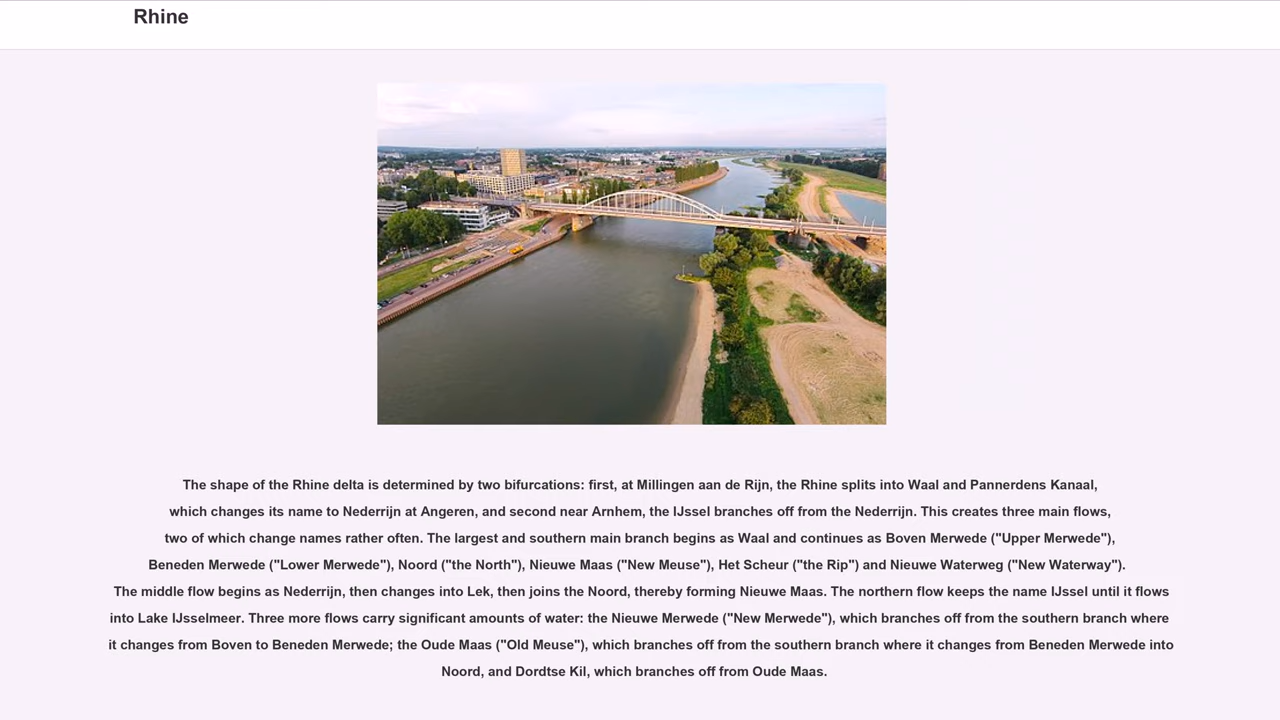 Rhine
The shape of the Rhine delta is determined by two bifurcations: first, at Millingen aan de Rijn, the Rhine splits into Waal and Pannerdens Kanaal,
which changes its name to Nederrijn at Angeren, and second near Arnhem, the IJssel branches off from the Nederrijn. This creates three main flows,
two of which change names rather often. The largest and southern main branch begins as Waal and continues as Boven Merwede ("Upper Merwede"),
Beneden Merwede ("Lower Merwede"), Noord ("the North"), Nieuwe Maas ("New Meuse"), Het Scheur ("the Rip") and Nieuwe Waterweg ("New Waterway").
The middle flow begins as Nederrijn, then changes into Lek, then joins the Noord, thereby forming Nieuwe Maas. The northern flow keeps the name IJssel until it flows
into Lake IJsselmeer. Three more flows carry significant amounts of water: the Nieuwe Merwede ("New Merwede"), which branches off from the southern branch where
it changes from Boven to Beneden Merwede; the Oude Maas ("Old Meuse"), which branches off from the southern branch where it changes from Beneden Merwede into
Noord, and Dordtse Kil, which branches off from Oude Maas.